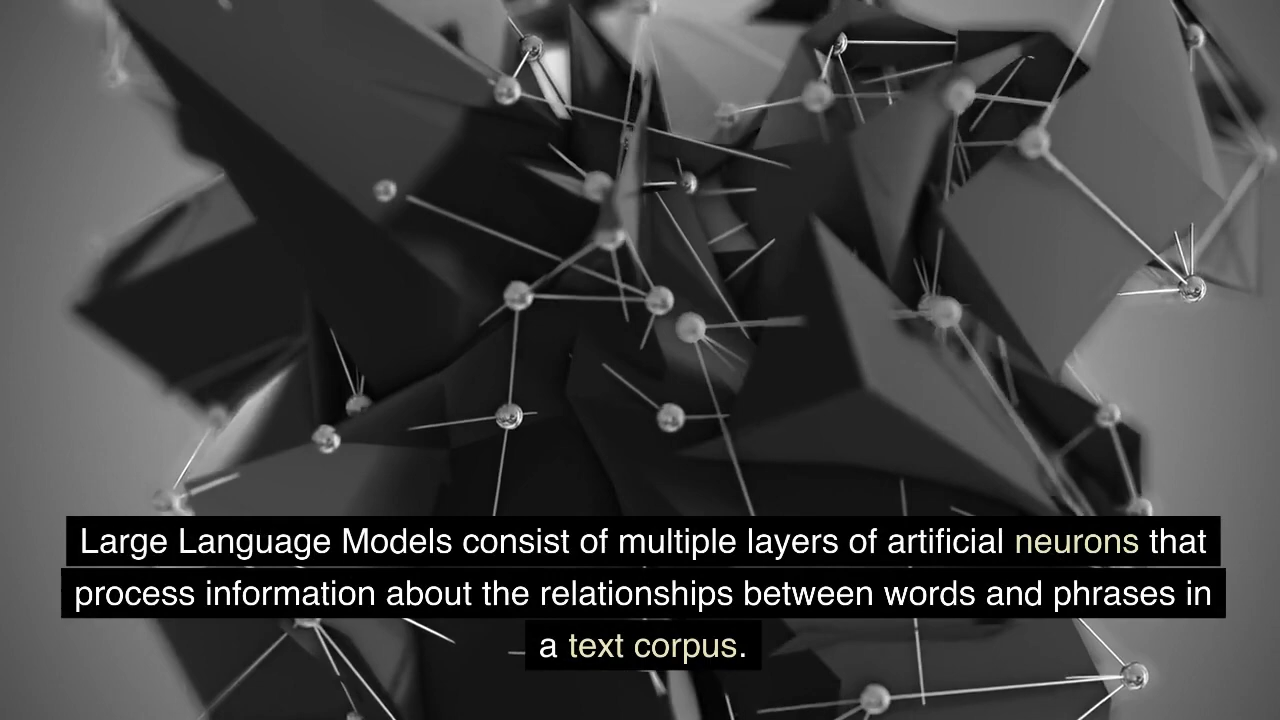 Large Language Models consist of multiple layers of artificial neurons that
process information about the relationships between words and phrases in
a text corpus.